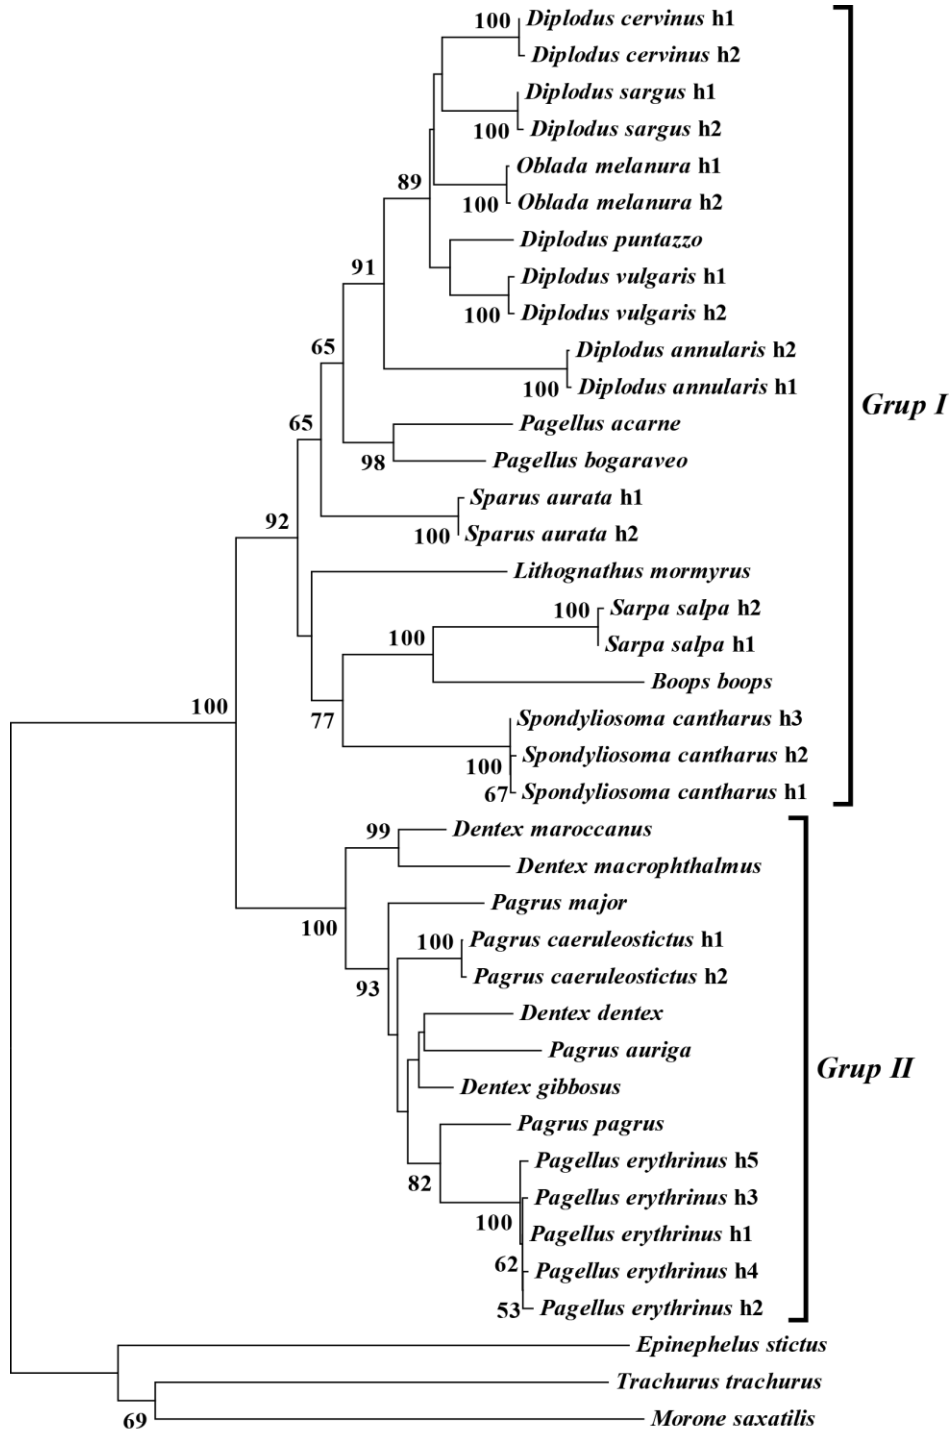 100
Diplodus cervinus h1
Diplodus cervinus h2
Diplodus sargus h1
100
Diplodus sargus h2
Oblada melanura h1
89
100
Oblada melanura h2
Diplodus puntazzo
91
Diplodus vulgaris h1
100
Diplodus vulgaris h2
65
Diplodus annularis h2
100
Diplodus annularis h1
Grup I
65
Pagellus acarne
98
Pagellus bogaraveo
Sparus aurata h1
92
100
Sparus aurata h2
Lithognathus mormyrus
100
Sarpa salpa h2
100
Sarpa salpa h1
Boops boops
100
77
Spondyliosoma cantharus h3
Spondyliosoma cantharus h2
100
67
Spondyliosoma cantharus h1
99
Dentex maroccanus
Dentex macrophthalmus
Pagrus major
100
100
Pagrus caeruleostictus h1
93
Pagrus caeruleostictus h2
Dentex dentex
Pagrus auriga
Grup II
Dentex gibbosus
Pagrus pagrus
82
Pagellus erythrinus h5
Pagellus erythrinus h3
100
Pagellus erythrinus h1
62
Pagellus erythrinus h4
53
Pagellus erythrinus h2
Epinephelus stictus
Trachurus trachurus
69
Morone saxatilis